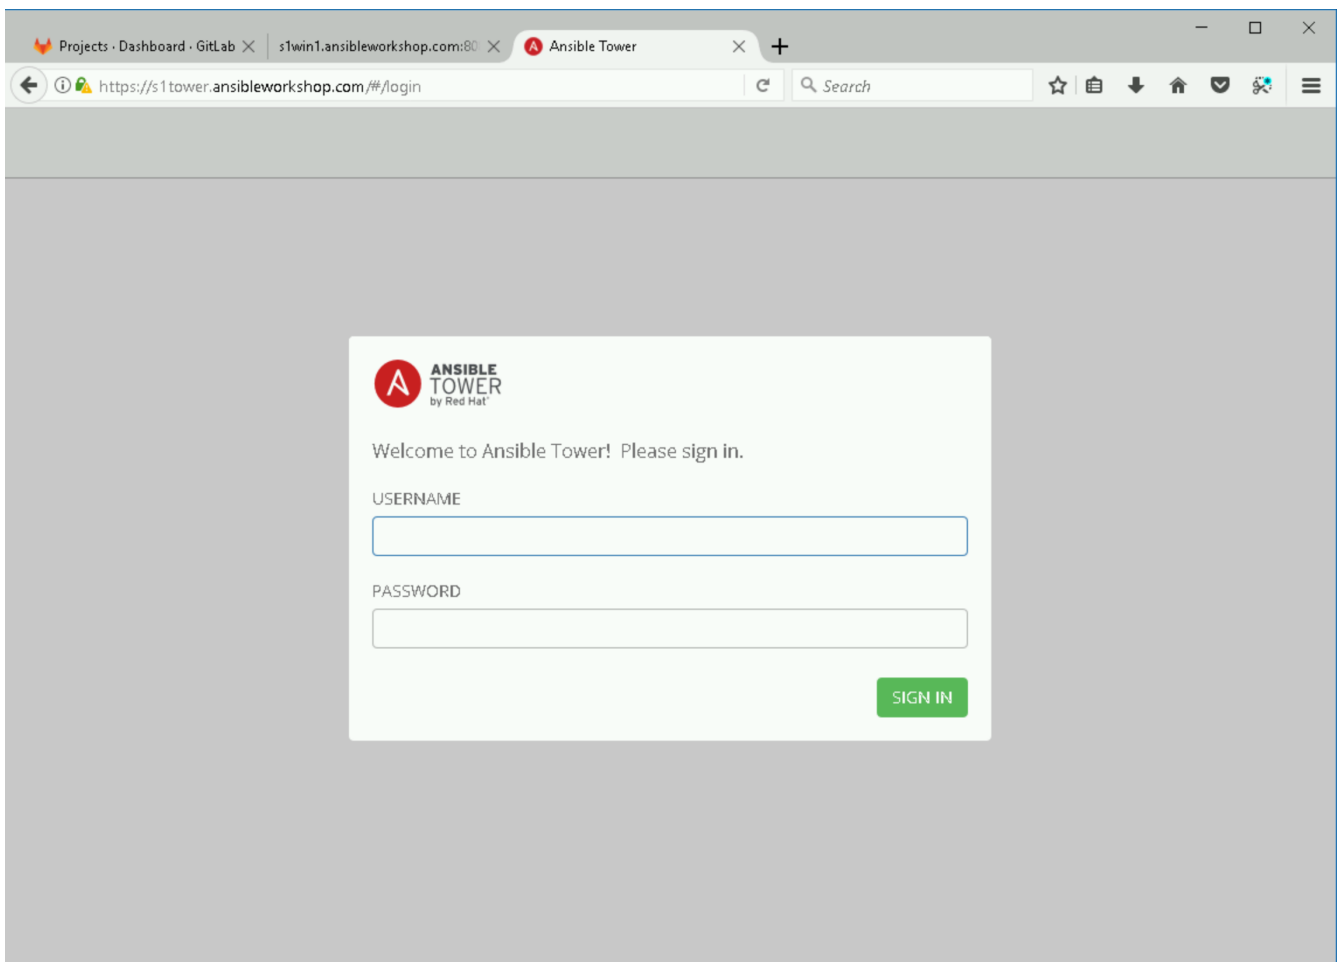 Projects · Dashboard · GitLab
s1win1.ansibleworkshop.com:80
Ansible Tower
https://s1tower.ansibleworkshop.com/#/login
Search
ANSIBLE
TOWER
by Red Hat®
Welcome to Ansible Tower! Please sign in.
USERNAME
PASSWORD
SIGN IN